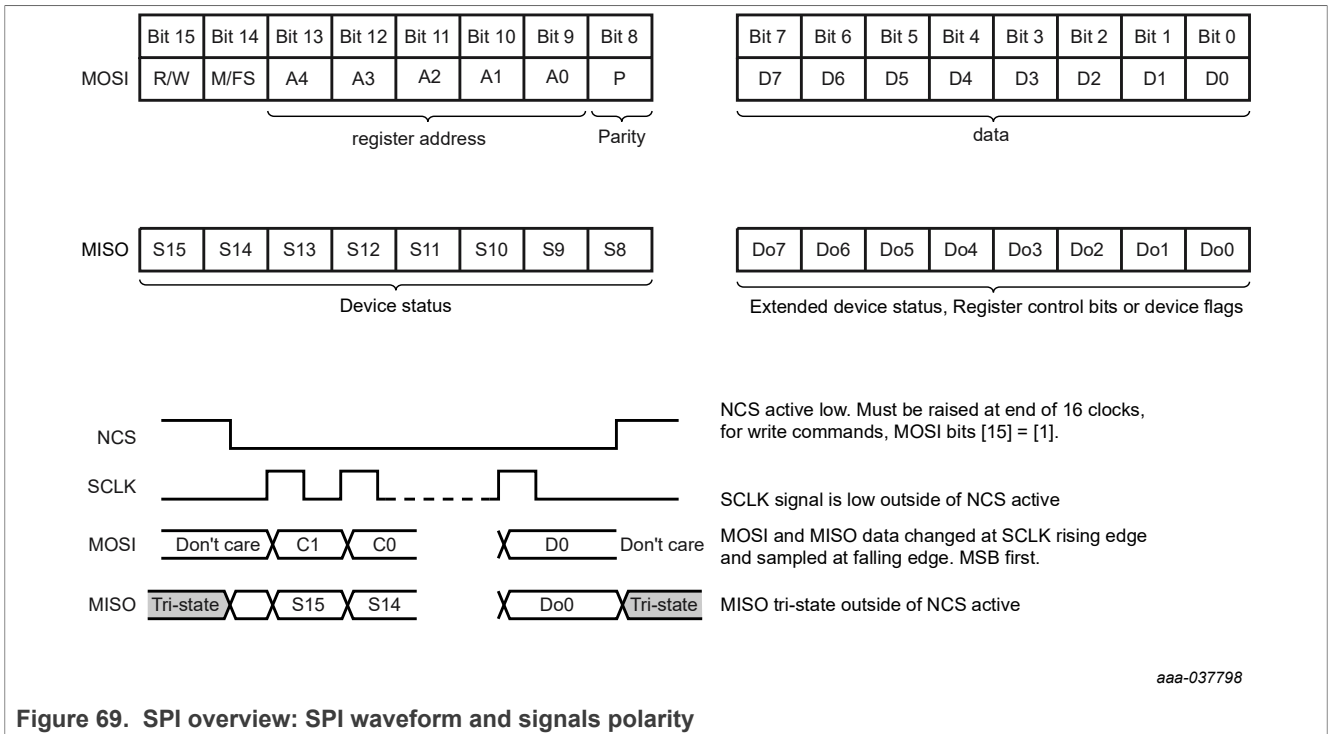 Bit 15 Bit 14 Bit 13 Bit 12 Bit 11 Bit 10 Bit 9 Bit 8 Bit 7 Bit 6 Bit 5 Bit 4 Bit 3 Bit 2 Bit 1 Bit 0
MOSI R/W M/FS A4 A3 A2 A1 A0 P D7 D6 D5 D4 D3 D2 D1 D0
register address Parity data
MISO S15 S14 S13 S12 S11 S10 S9 S8 Do7 Do6 Do5 Do4 Do3 Do2 Do1 Do0
Device status Extended device status, Register control bits or device flags
NCS
NCS active low. Must be raised at end of 16 clocks,
for write commands, MOSI bits [15] = [1].
SCLK
SCLK signal is low outside of NCS active
MOSI Don't care C1 C0 D0 Don't care
MOSI and MISO data changed at SCLK rising edge
and sampled at falling edge. MSB first.
MISO Tri-state S15 S14 Do0 Tri-state MISO tri-state outside of NCS active
aaa-037798
Figure 69. SPI overview: SPI waveform and signals polarity